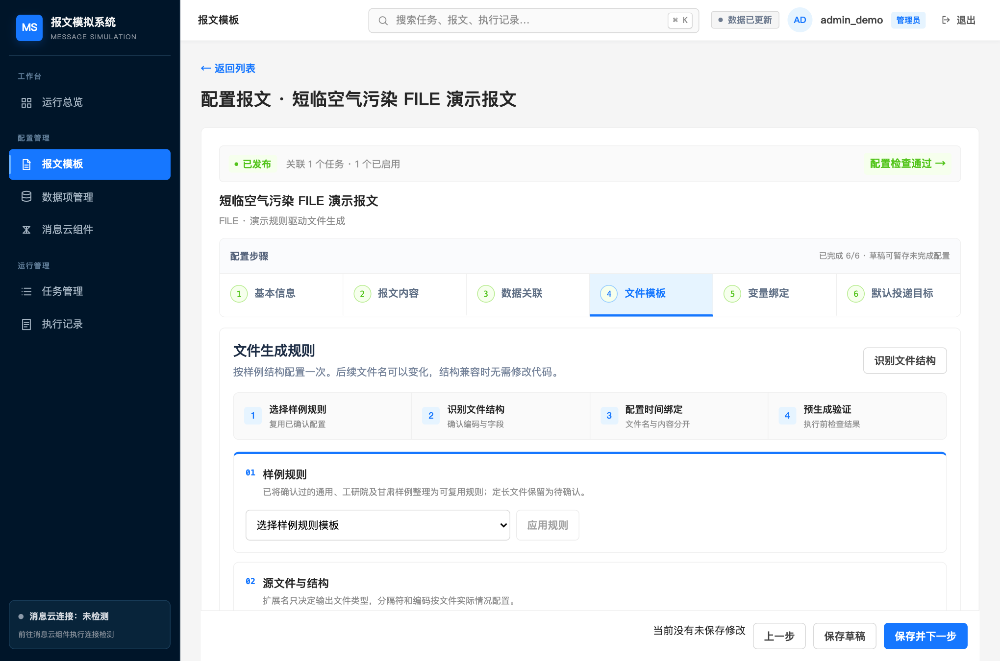 MS
报文模拟系统
MESSAGE SIMULATION
工作台
运行总览
配置管理
报文模板
数据项管理
消息云组件
运行管理
任务管理
执行记录
消息云连接：未检测
前往消息云组件执行连接检测
报文模板
搜索任务、报文、执行记录...
⌘ K
数据已更新
AD
admin_demo
管理员
退出
← 返回列表
配置报文 · 短临空气污染 FILE 演示报文
已发布
关联 1 个任务 · 1 个已启用
配置检查通过 →
短临空气污染 FILE 演示报文
FILE · 演示规则驱动文件生成
配置步骤
已完成 6/6 · 草稿可暂存未完成配置
1 基本信息
2 报文内容
3 数据关联
4 文件模板
5 变量绑定
6 默认投递目标
文件生成规则
按样例结构配置一次。后续文件名可以变化，结构兼容时无需修改代码。
识别文件结构
1 选择样例规则
复用已确认配置
2 识别文件结构
确认编码与字段
3 配置时间绑定
文件名与内容分开
4 预生成验证
执行前检查结果
01 样例规则
已将确认过的通用、工研院及甘肃样例整理为可复用规则；定长文件保留为待确认。
选择样例规则模板
应用规则
02 源文件与结构
扩展名只决定输出文件类型，分隔符和编码按文件实际情况配置。
当前没有未保存修改
上一步
保存草稿
保存并下一步